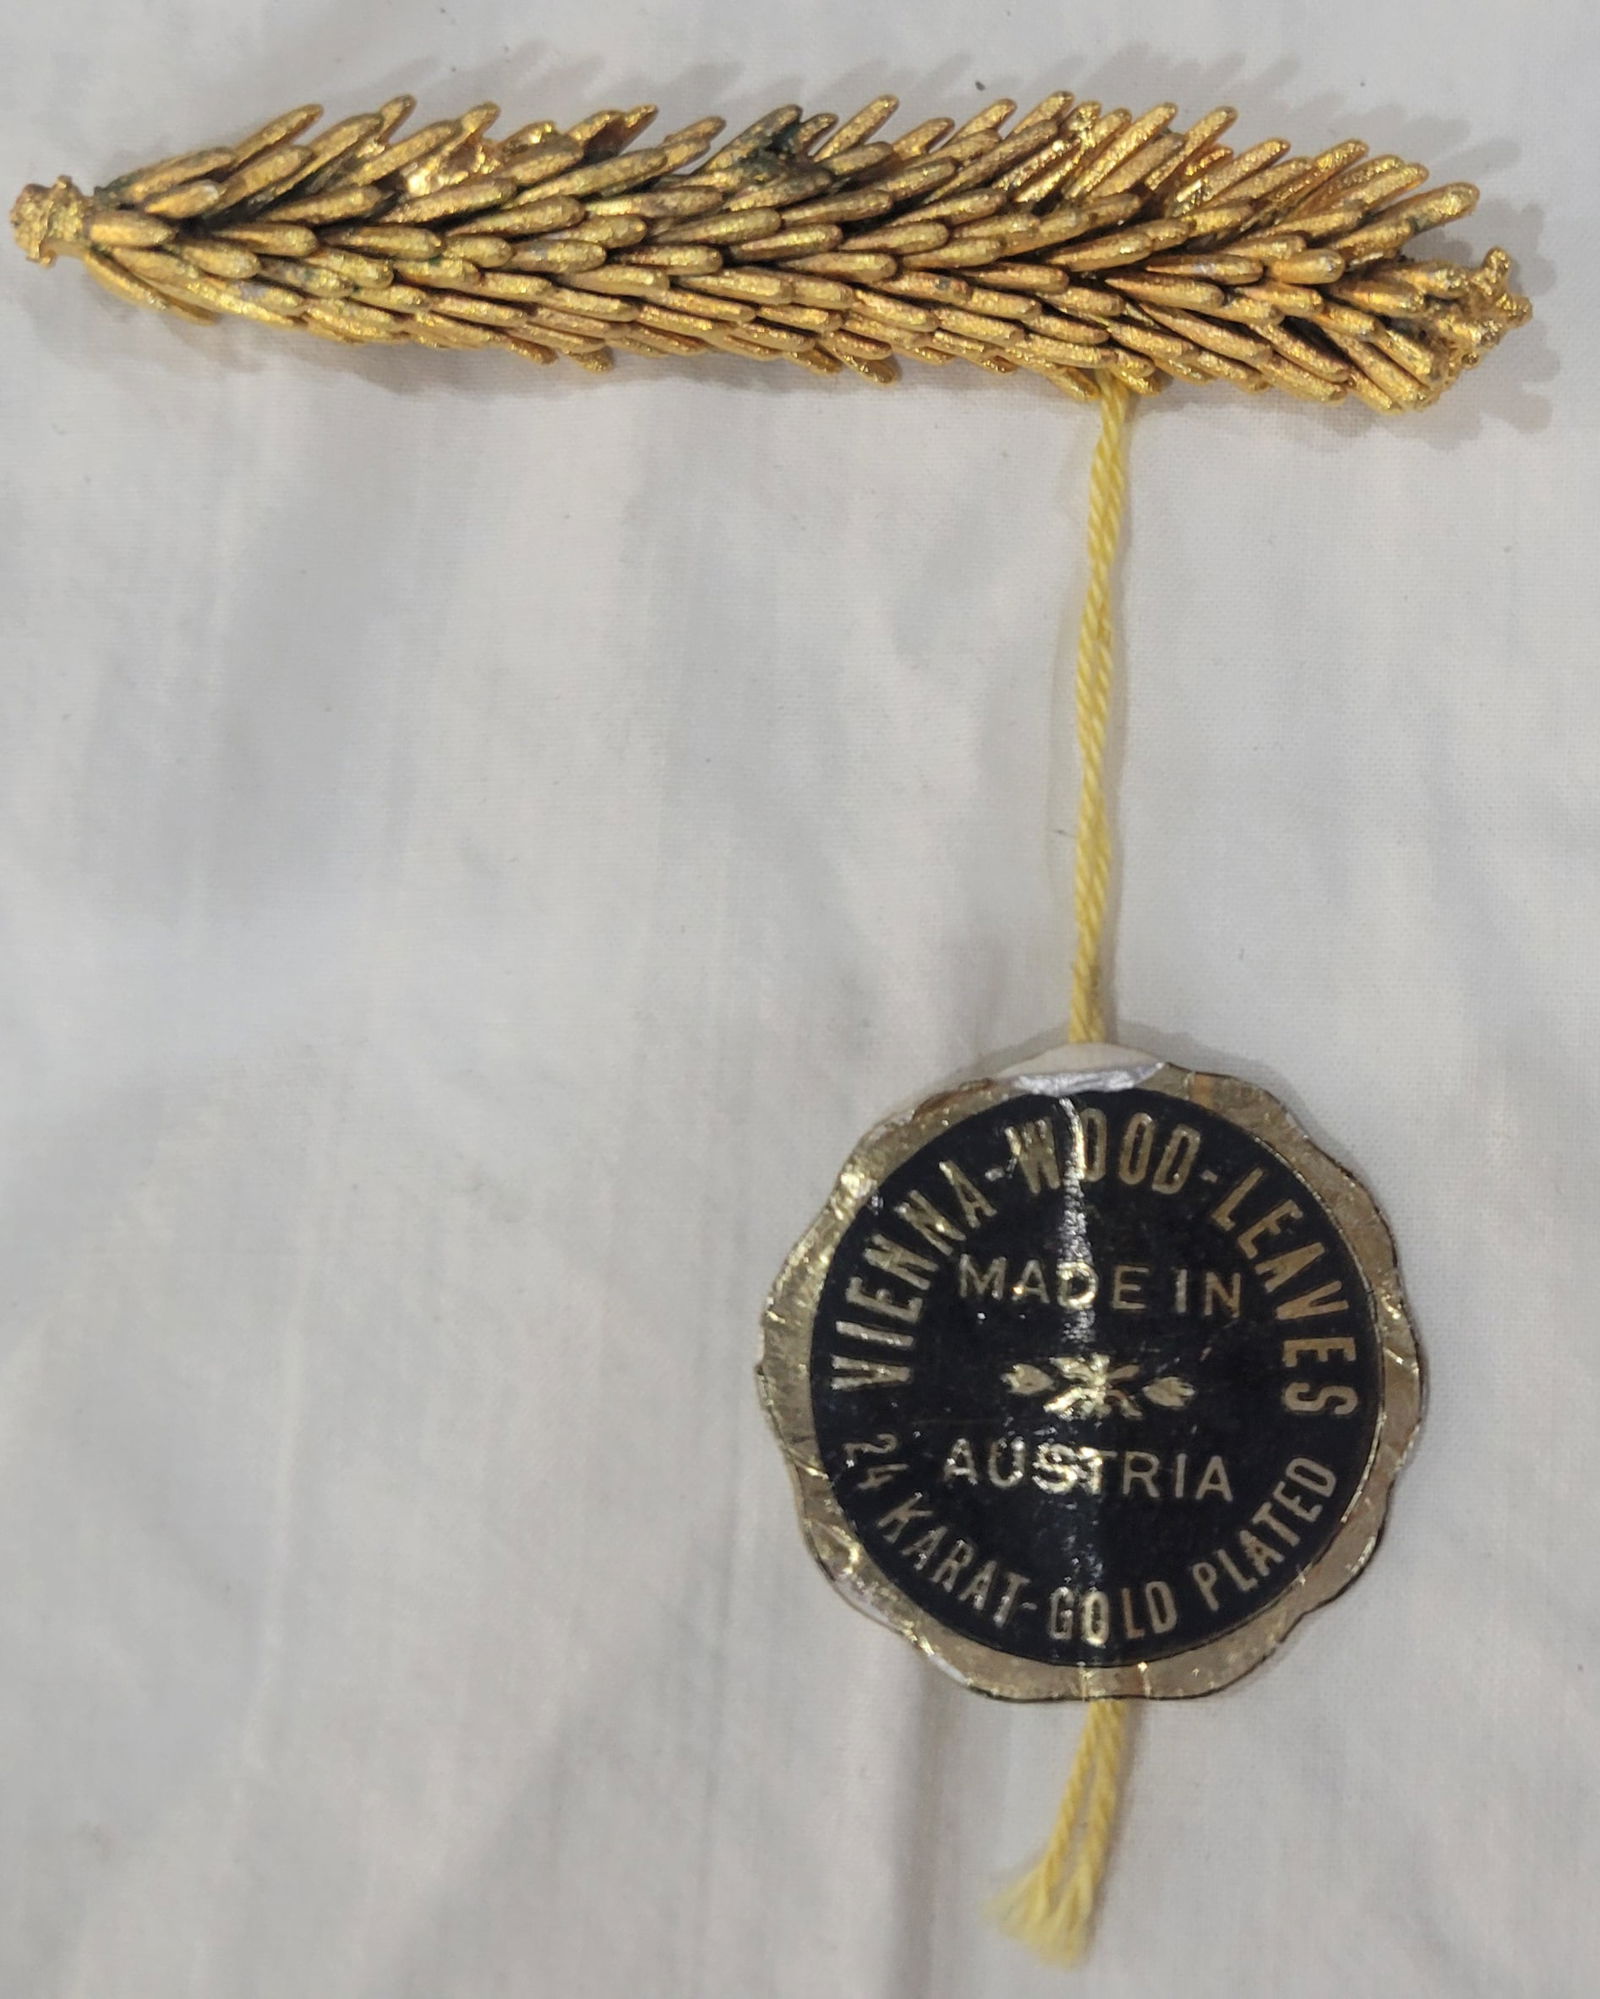 VIENNA-WOOD-LEAVES
MADE IN
AUSTRIA
24 KARAT-GOLD PLATED